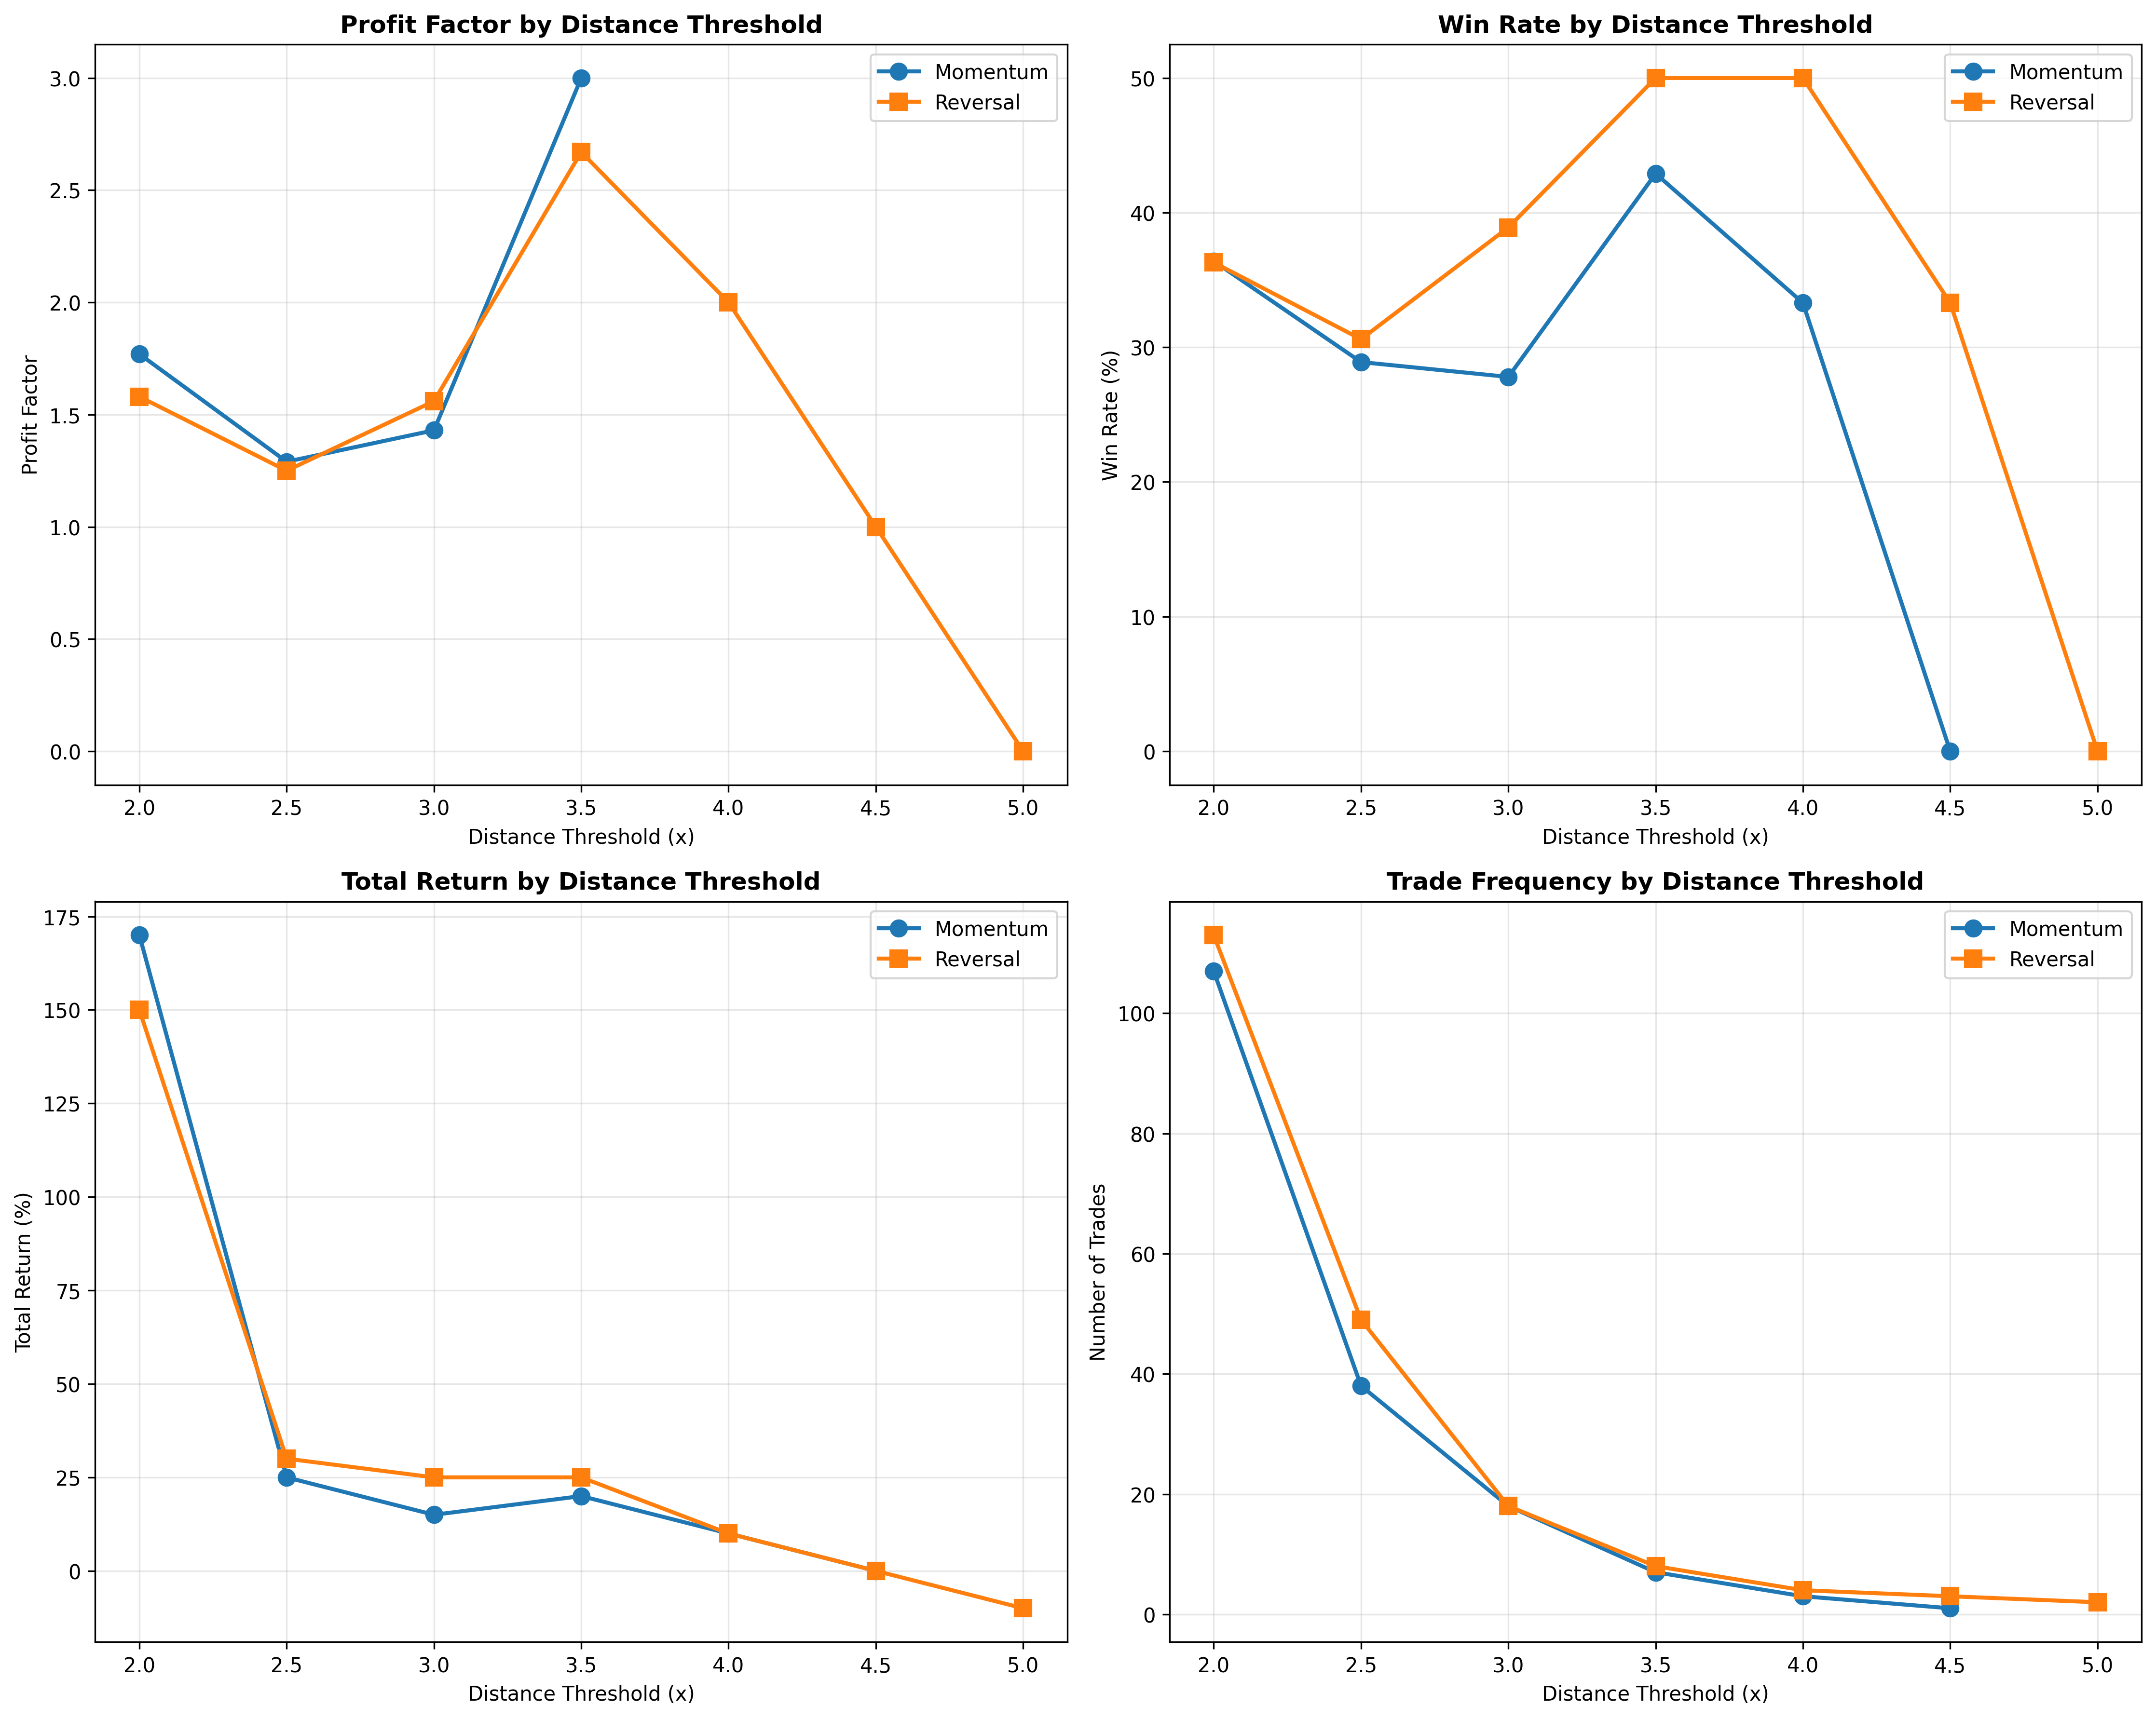 Profit Factor by Distance Threshold
Momentum
Reversal
3.0
2.5
2.0
1.5
1.0
0.5
0.0
Profit Factor
2.0 2.5 3.0 3.5 4.0 4.5 5.0
Distance Threshold (x)
Win Rate by Distance Threshold
Momentum
Reversal
50
40
30
20
10
0
Win Rate (%)
2.0 2.5 3.0 3.5 4.0 4.5 5.0
Distance Threshold (x)
Total Return by Distance Threshold
Momentum
Reversal
175
150
125
100
75
50
25
0
Total Return (%)
2.0 2.5 3.0 3.5 4.0 4.5 5.0
Distance Threshold (x)
Trade Frequency by Distance Threshold
Momentum
Reversal
100
80
60
40
20
0
Number of Trades
2.0 2.5 3.0 3.5 4.0 4.5 5.0
Distance Threshold (x)